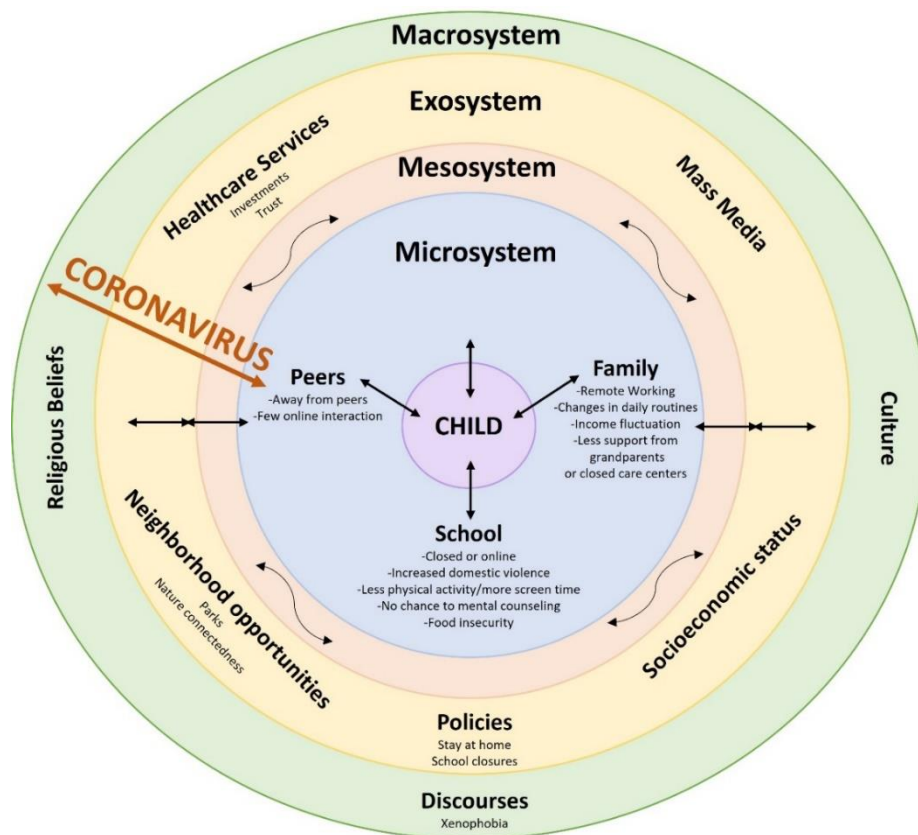 Macrosystem
Exosystem
Mesosystem
Microsystem
Healthcare Services
Investments
Trust
Mass Media
CORONAVIRUS
Religious Beliefs
Culture
Peers
-Away from peers
-Few online interaction
CHILD
Family
-Remote Working
-Changes in daily routines
-Income fluctuation
-Less support from
grandparents
or closed care centers
School
-Closed or online
-Increased domestic violence
-Less physical activity/more screen time
-No chance to mental counseling
-Food insecurity
Neighborhood opportunities
Parks
Nature connectedness
Socioeconomic status
Policies
Stay at home
School closures
Discourses
Xenophobia